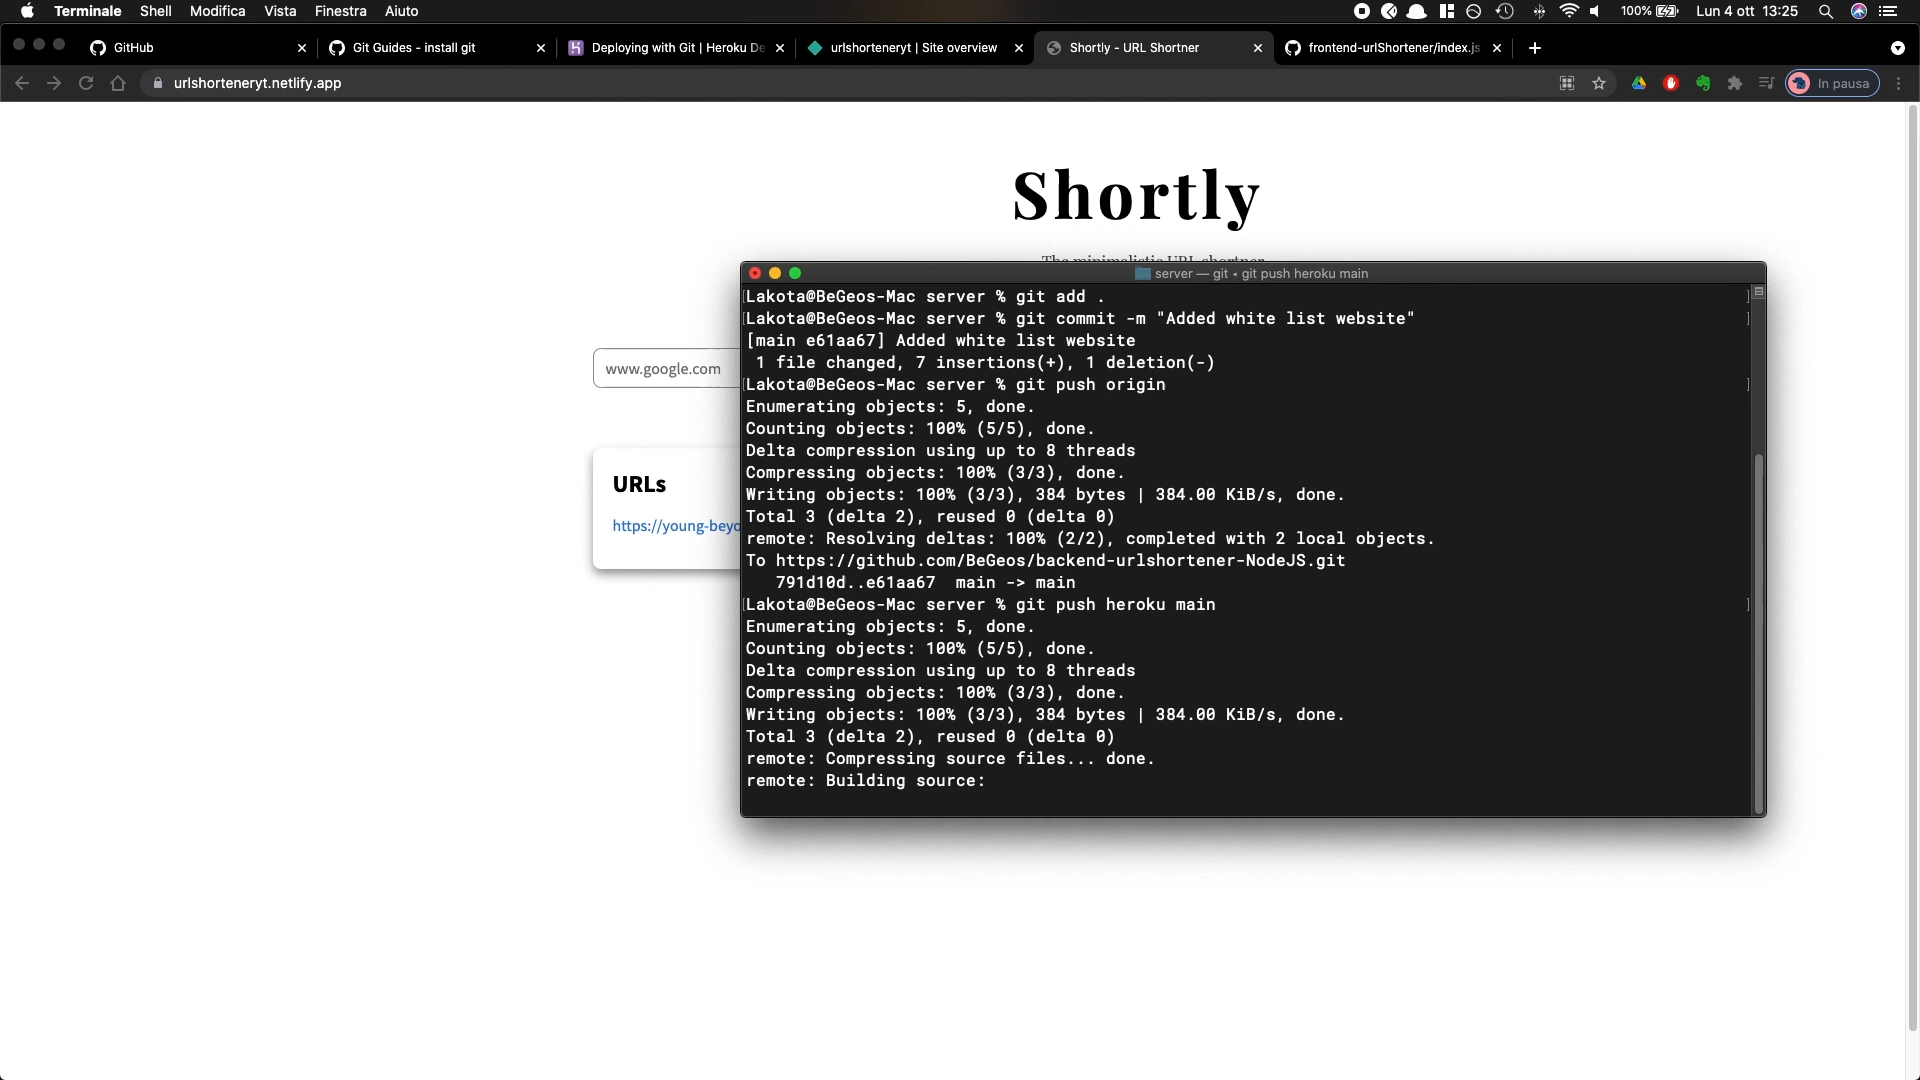 Terminale Shell Modifica Vista Finestra Aiuto 100% Lun 4 ott 13:25
GitHub
Git Guides - install git
Deploying with Git | Heroku De
urlshorteneryt | Site overview
Shortly - URL Shortner
frontend-urlShortener/index.js
urlshorteneryt.netlify.app
In pausa
Shortly
The minimalistic URL shortner
server — git ◂ git push heroku main
www.google.com
URLs
https://young-beyo
Lakota@BeGeos-Mac server % git add .
Lakota@BeGeos-Mac server % git commit -m "Added white list website"
[main e61aa67] Added white list website
1 file changed, 7 insertions(+), 1 deletion(-)
Lakota@BeGeos-Mac server % git push origin
Enumerating objects: 5, done.
Counting objects: 100% (5/5), done.
Delta compression using up to 8 threads
Compressing objects: 100% (3/3), done.
Writing objects: 100% (3/3), 384 bytes | 384.00 KiB/s, done.
Total 3 (delta 2), reused 0 (delta 0)
remote: Resolving deltas: 100% (2/2), completed with 2 local objects.
To https://github.com/BeGeos/backend-urlshortener-NodeJS.git
791d10d..e61aa67 main -> main
Lakota@BeGeos-Mac server % git push heroku main
Enumerating objects: 5, done.
Counting objects: 100% (5/5), done.
Delta compression using up to 8 threads
Compressing objects: 100% (3/3), done.
Writing objects: 100% (3/3), 384 bytes | 384.00 KiB/s, done.
Total 3 (delta 2), reused 0 (delta 0)
remote: Compressing source files... done.
remote: Building source: